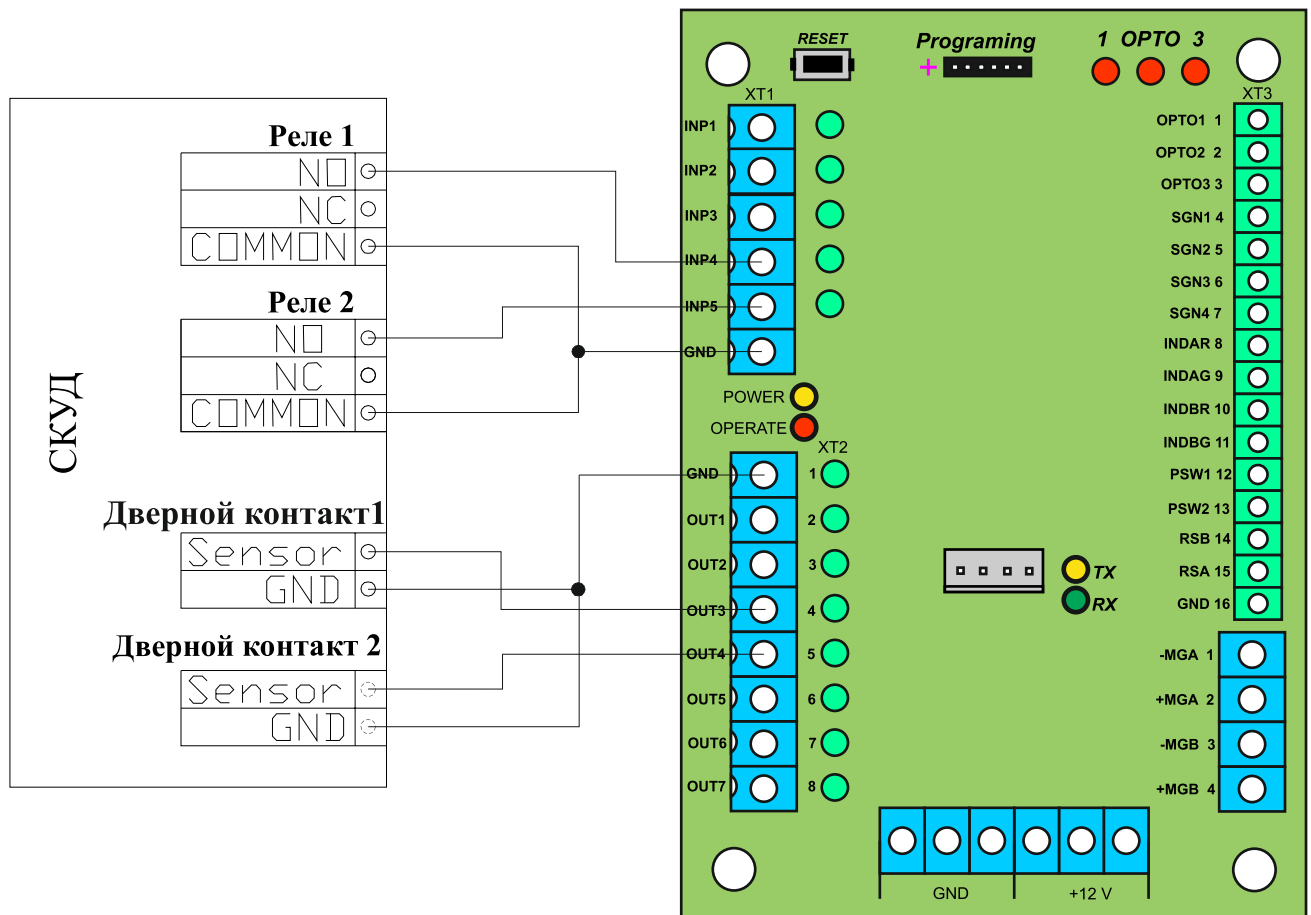 СКУД
Реле 1
NO
NC
COMMON
Реле 2
NO
NC
COMMON
Дверной контакт1
Sensor
GND
Дверной контакт 2
Sensor
GND
RESET
Programing
+
1 OPTO 3
XT1
INP1
INP2
INP3
INP4
INP5
GND
POWER
OPERATE
XT2
GND 1
OUT1 2
OUT2 3
OUT3 4
OUT4 5
OUT5 6
OUT6 7
OUT7 8
TX
RX
XT3
OPTO1 1
OPTO2 2
OPTO3 3
SGN1 4
SGN2 5
SGN3 6
SGN4 7
INDAR 8
INDAG 9
INDBR 10
INDBG 11
PSW1 12
PSW2 13
RSB 14
RSA 15
GND 16
-MGA 1
+MGA 2
-MGB 3
+MGB 4
GND
+12 V